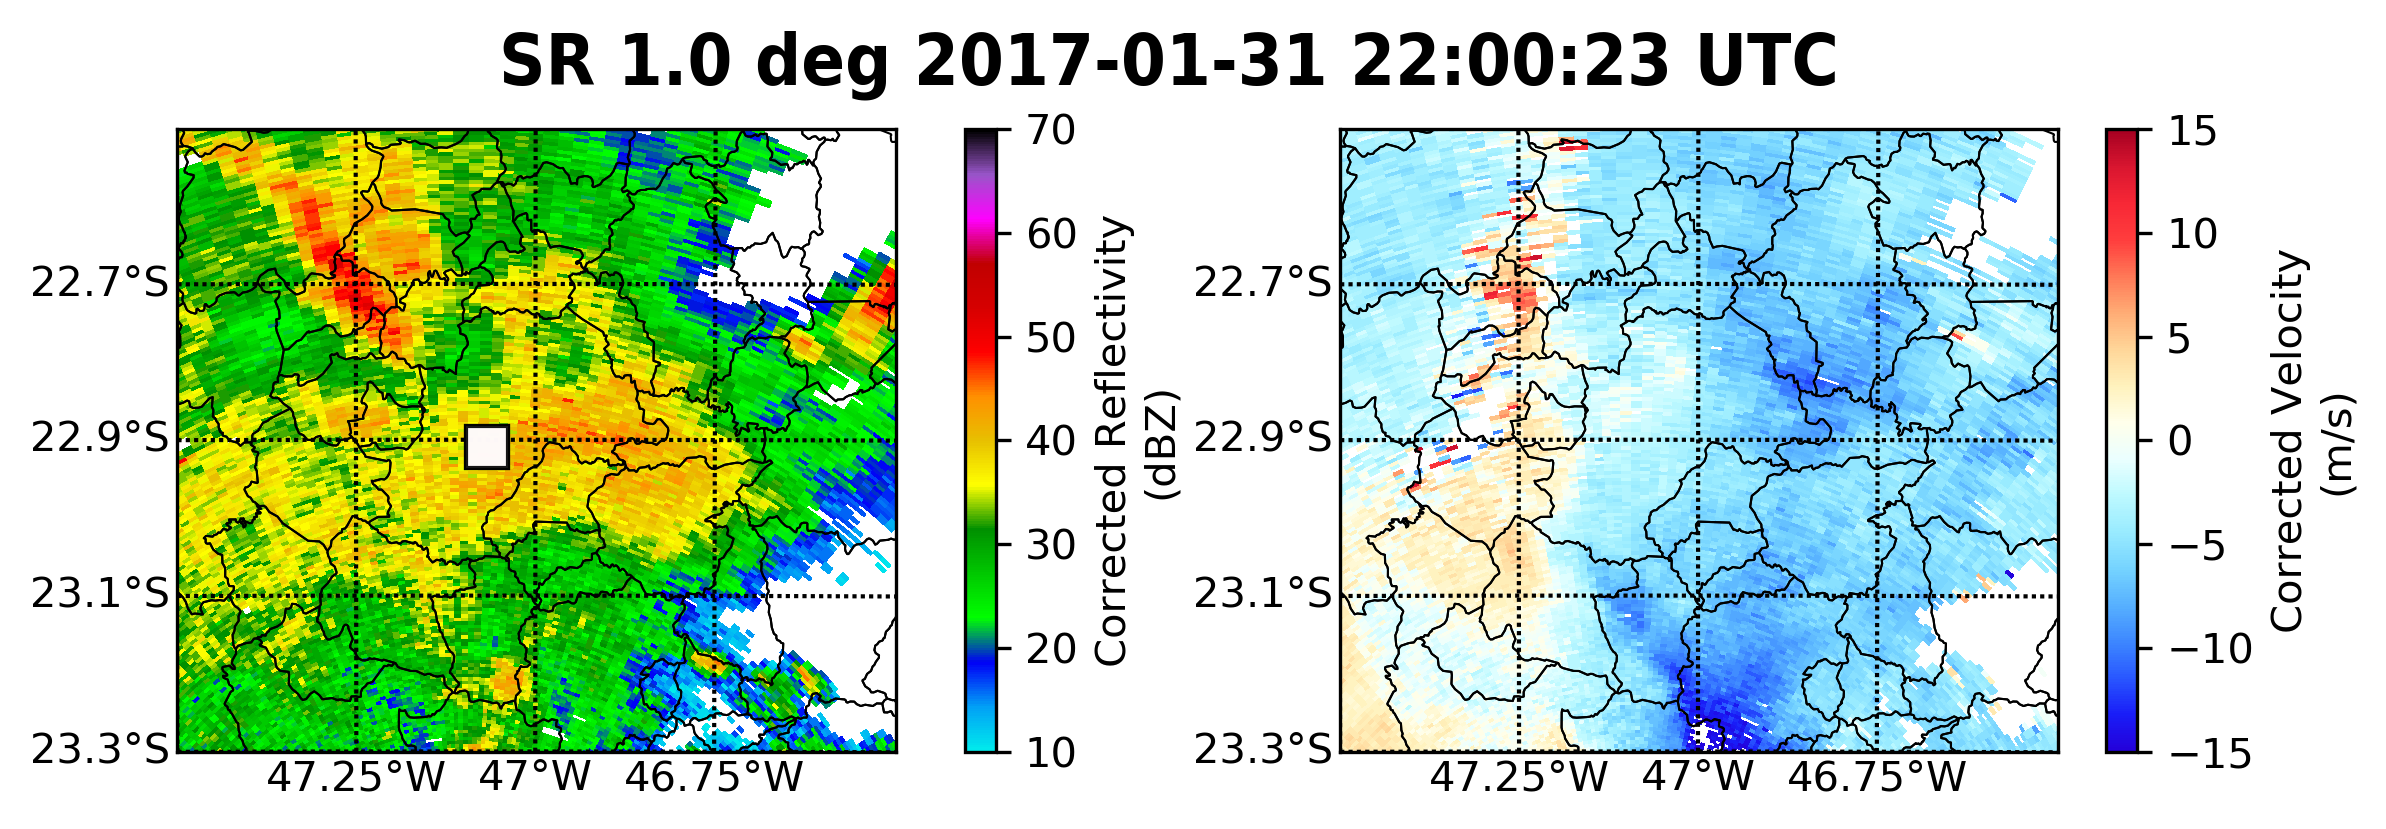 SR 1.0 deg 2017-01-31 22:00:23 UTC
22.7°S
22.9°S
23.1°S
23.3°S
47.25°W
47°W
46.75°W
70
60
50
40
30
20
10
Corrected Reflectivity
(dBZ)
22.7°S
22.9°S
23.1°S
23.3°S
47.25°W
47°W
46.75°W
15
10
5
0
−5
−10
−15
Corrected Velocity
(m/s)